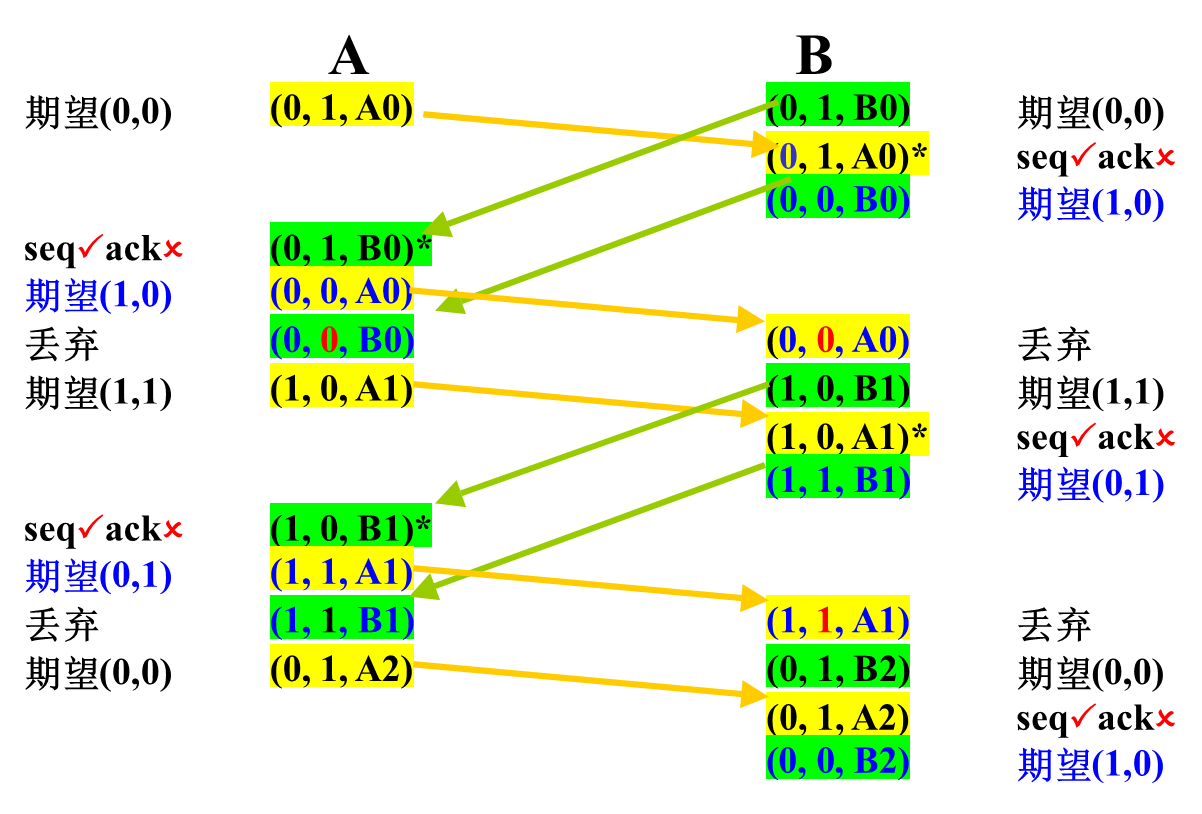 A B
期望(0,0) (0, 1, A0) (0, 1, B0) 期望(0,0)
(0, 1, A0)* seq✓ack✗
(0, 0, B0) 期望(1,0)
seq✓ack✗ (0, 1, B0)*
期望(1,0) (0, 0, A0)
丢弃 (0, 0, B0) (0, 0, A0) 丢弃
期望(1,1) (1, 0, A1) (1, 0, B1) 期望(1,1)
(1, 0, A1)* seq✓ack✗
(1, 1, B1) 期望(0,1)
seq✓ack✗ (1, 0, B1)*
期望(0,1) (1, 1, A1)
丢弃 (1, 1, B1) (1, 1, A1) 丢弃
期望(0,0) (0, 1, A2) (0, 1, B2) 期望(0,0)
(0, 1, A2) seq✓ack✗
(0, 0, B2) 期望(1,0)